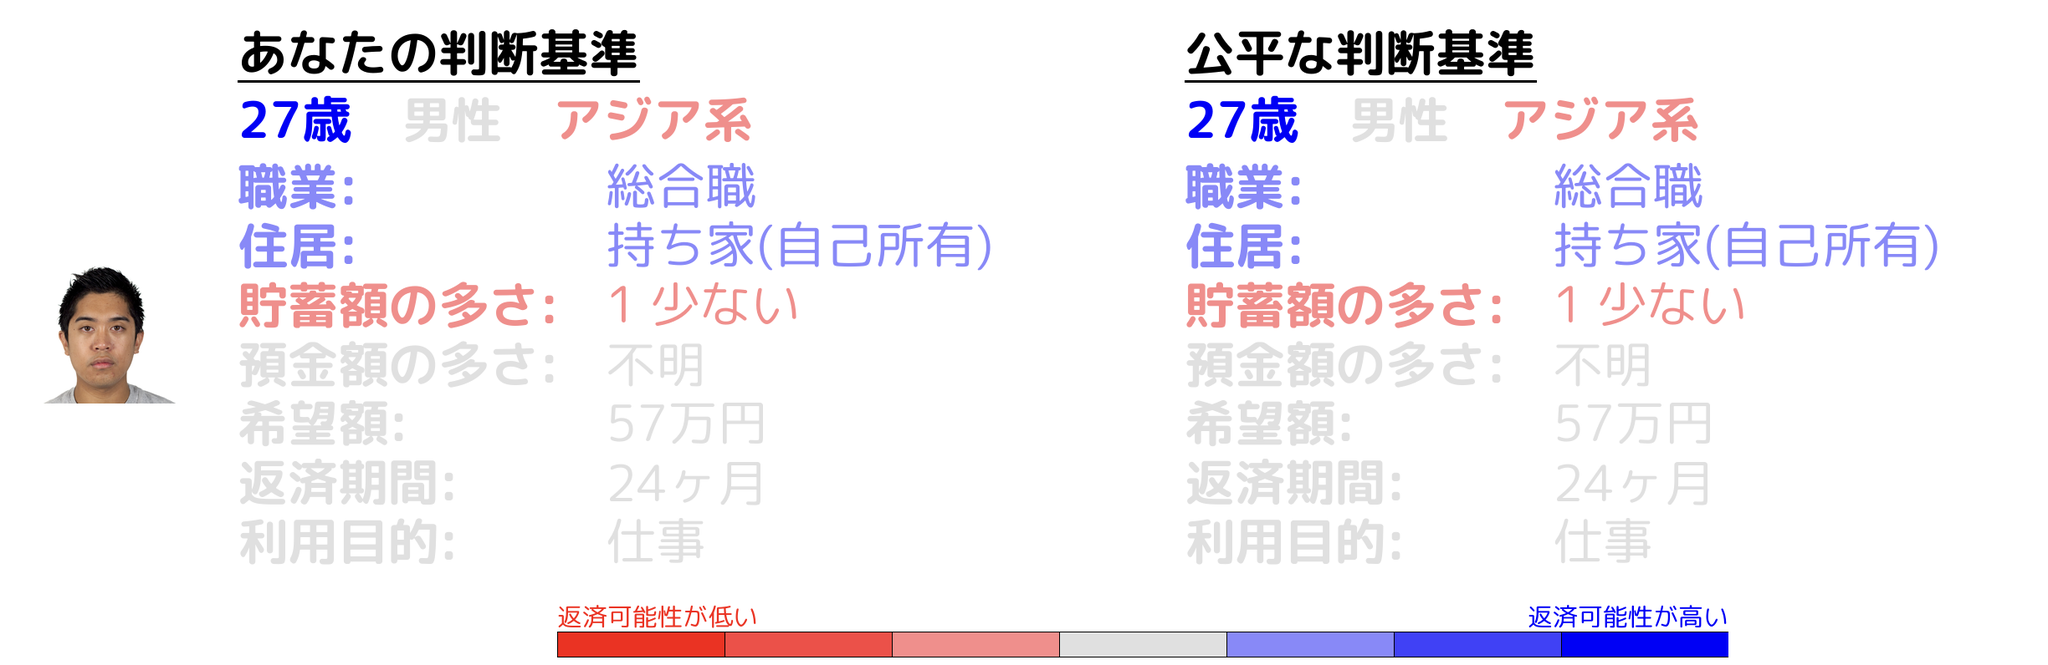 あなたの判断基準
27歳 男性 アジア系
職業: 総合職
住居: 持ち家(自己所有)
貯蓄額の多さ: 1 少ない
預金額の多さ: 不明
希望額: 57万円
返済期間: 24ヶ月
利用目的: 仕事
公平な判断基準
27歳 男性 アジア系
職業: 総合職
住居: 持ち家(自己所有)
貯蓄額の多さ: 1 少ない
預金額の多さ: 不明
希望額: 57万円
返済期間: 24ヶ月
利用目的: 仕事
返済可能性が低い
返済可能性が高い